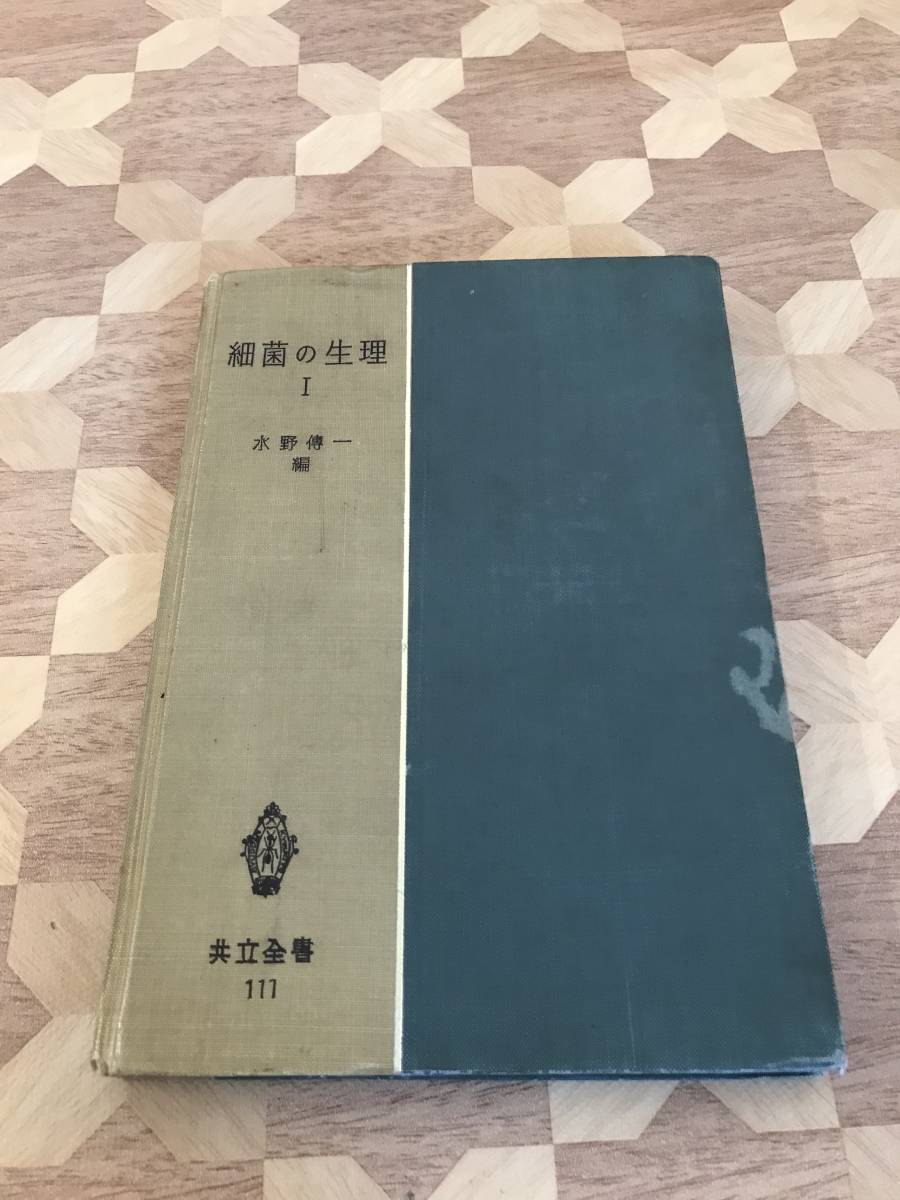 細菌の生理
I
水野傳一
編
共立全書
111